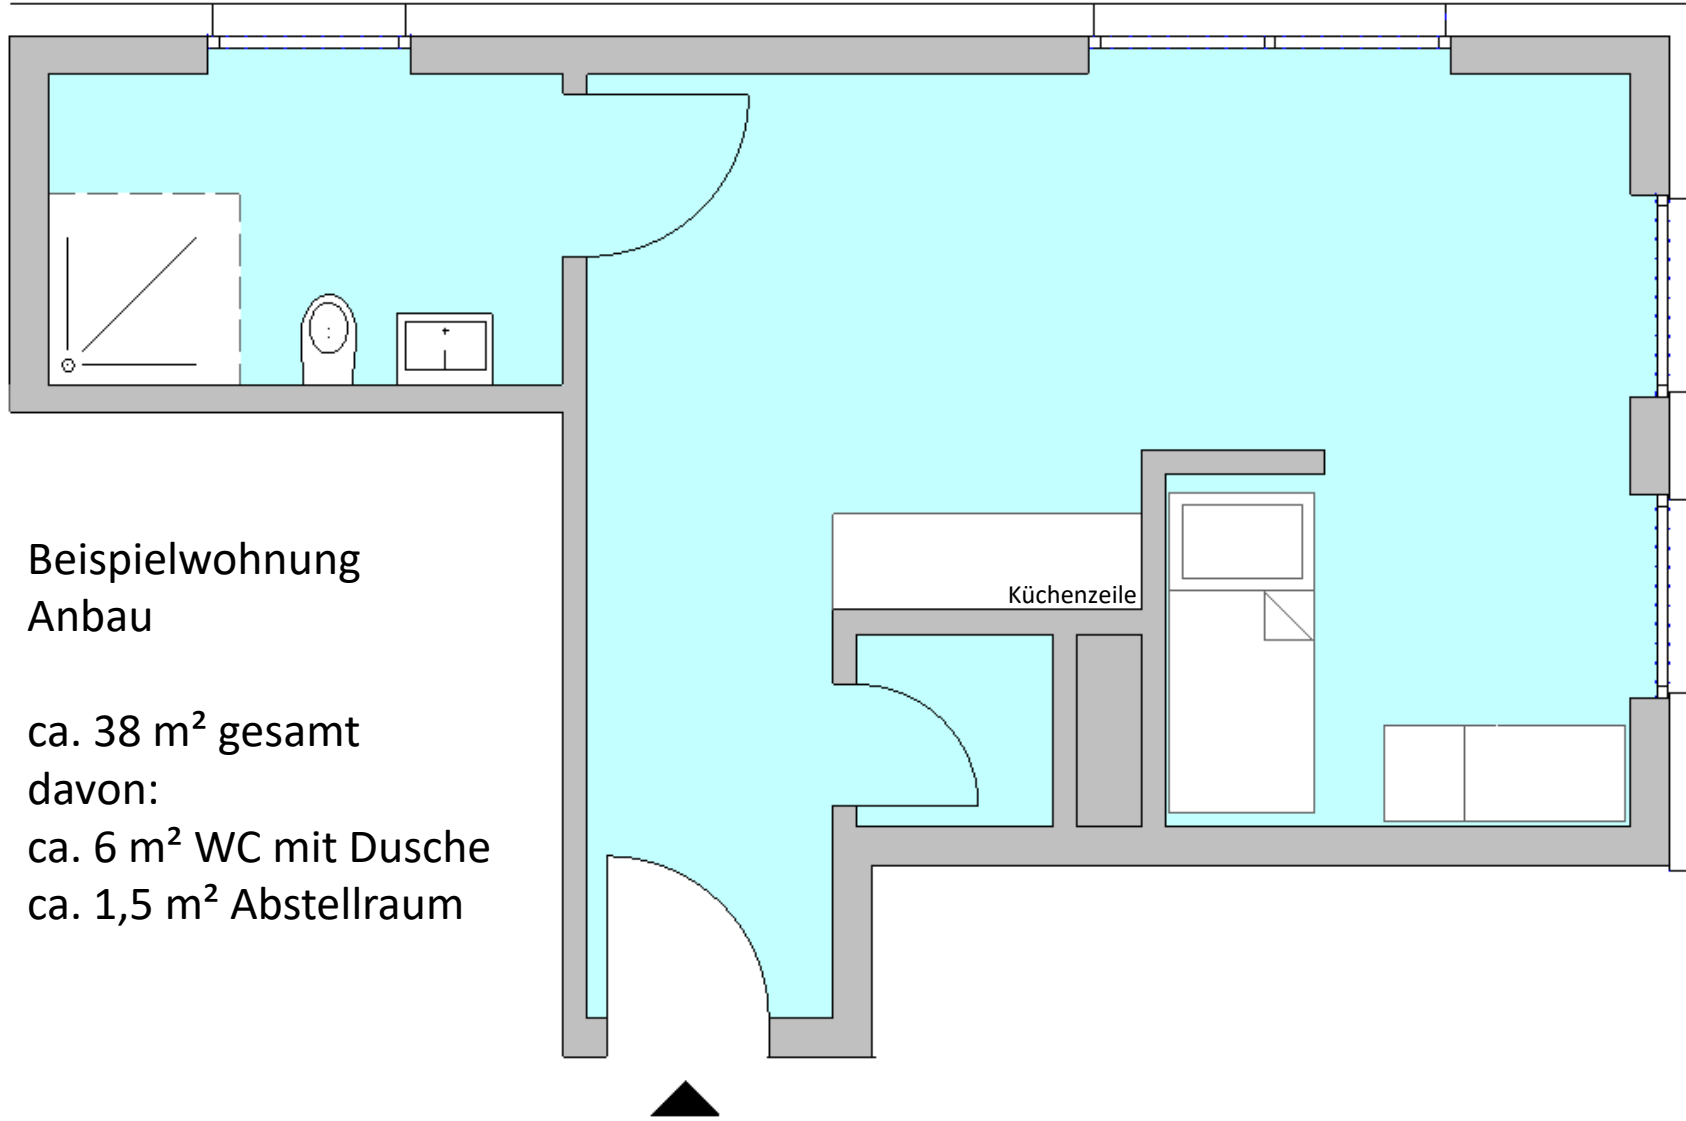 Küchenzeile
Beispielwohnung
Anbau
ca. 38 m² gesamt
davon:
ca. 6 m² WC mit Dusche
ca. 1,5 m² Abstellraum